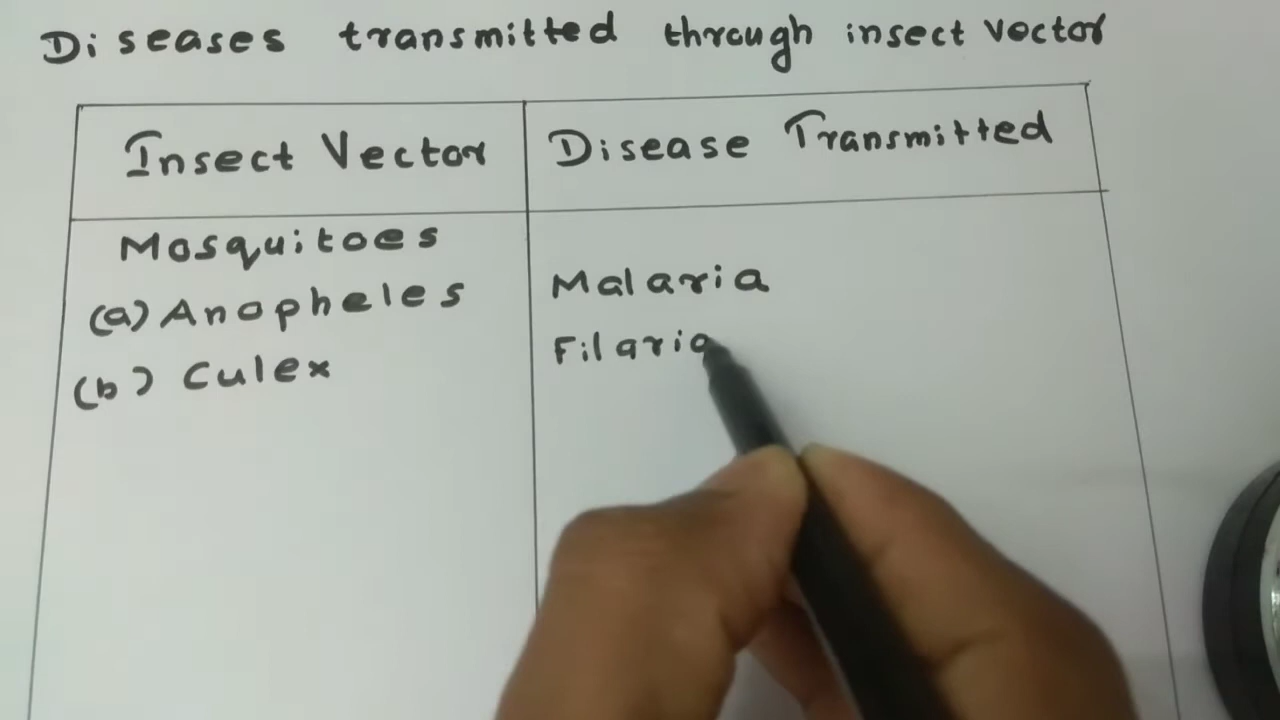 Diseases transmitted through insect vector
Insect Vector Disease Transmitted
Mosquitoes
(a) Anopheles Malaria
(b) Culex Filaria